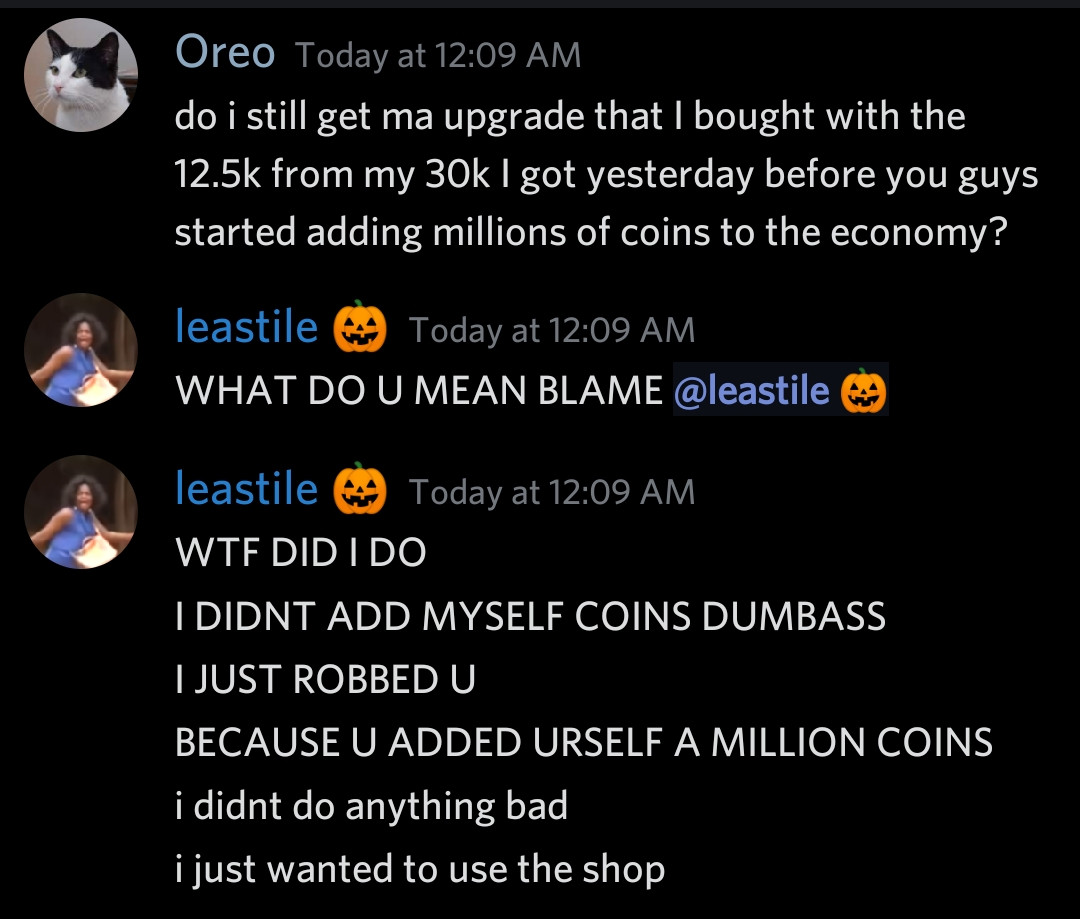 Oreo Today at 12:09 AM
do i still get ma upgrade that I bought with the
12.5k from my 30k I got yesterday before you guys
started adding millions of coins to the economy?
leastile 🎃 Today at 12:09 AM
WHAT DO U MEAN BLAME @leastile 🎃
leastile 🎃 Today at 12:09 AM
WTF DID I DO
I DIDNT ADD MYSELF COINS DUMBASS
I JUST ROBBED U
BECAUSE U ADDED URSELF A MILLION COINS
i didnt do anything bad
i just wanted to use the shop